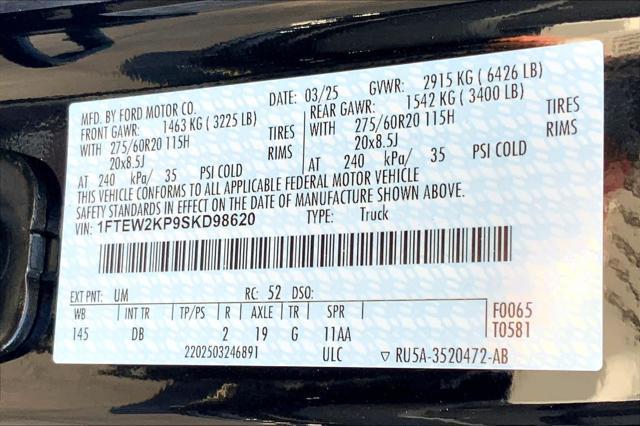 MFD. BY FORD MOTOR CO. DATE: 03/25 GVWR: 2915 KG ( 6426 LB)
FRONT GAWR: 1463 KG ( 3225 LB) REAR GAWR: 1542 KG ( 3400 LB)
WITH 275/60R20 115H TIRES WITH 275/60R20 115H TIRES
20x8.5J RIMS 20x8.5J RIMS
AT 240 kPa/ 35 PSI COLD AT 240 kPa/ 35 PSI COLD
THIS VEHICLE CONFORMS TO ALL APPLICABLE FEDERAL MOTOR VEHICLE
SAFETY STANDARDS IN EFFECT ON THE DATE OF MANUFACTURE SHOWN ABOVE.
VIN: 1FTEW2KP9SKD98620 TYPE: Truck
EXT PNT: UM RC: 52 DSO:
WB INT TR TP/PS R AXLE TR SPR F0065
145 DB 2 19 G 11AA T0581
2202503246891 ULC ▽ RU5A-3520472-AB